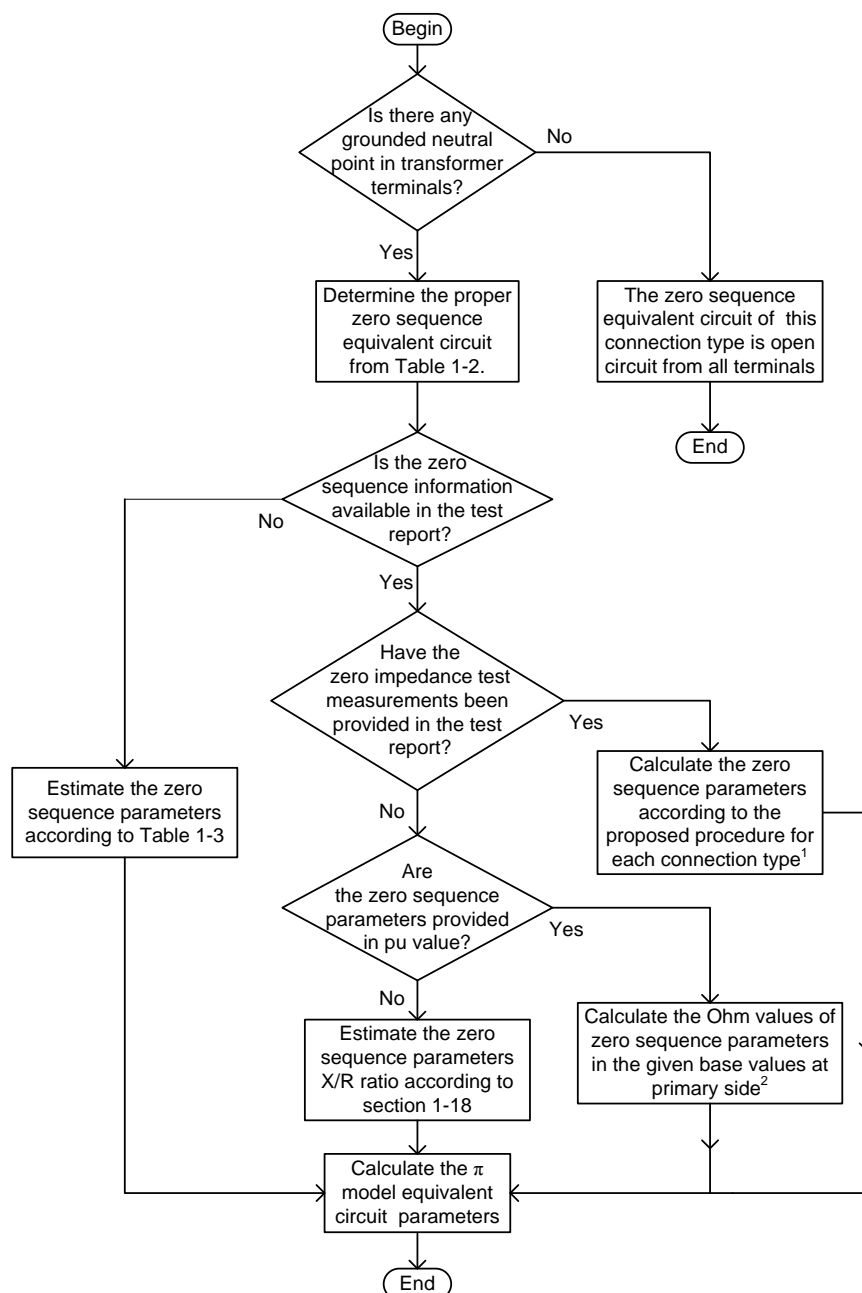 Begin
Is there any
grounded neutral
point in transformer
terminals?
No
Yes
Determine the proper
zero sequence
equivalent circuit
from Table 1-2.
The zero sequence
equivalent circuit of this
connection type is open
circuit from all terminals
End
Is the zero
sequence information
available in the test
report?
No
Yes
Have the
zero impedance test
measurements been
provided in the test
report?
Yes
No
Estimate the zero
sequence parameters
according to Table 1-3
Calculate the zero
sequence parameters
according to the
proposed procedure for
each connection type¹
Are
the zero sequence
parameters provided
in pu value?
Yes
No
Estimate the zero
sequence parameters
X/R ratio according to
section 1-18
Calculate the Ohm values of
zero sequence parameters
in the given base values at
primary side²
Calculate the π
model equivalent
circuit parameters
End